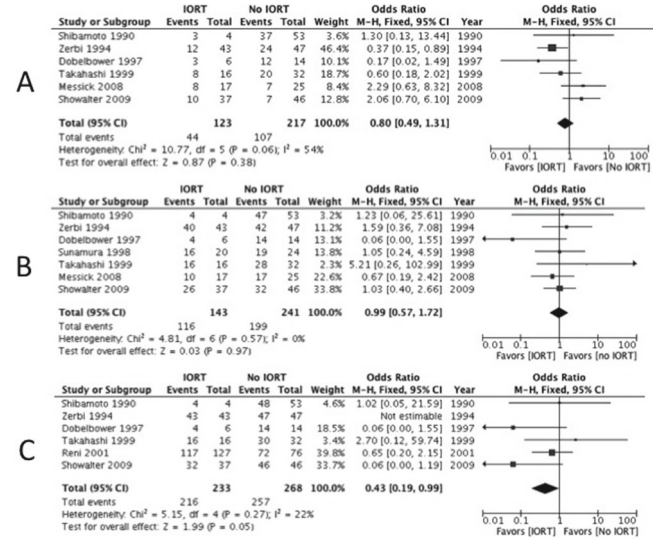 A
IORT No IORT Odds Ratio Odds Ratio
Study or Subgroup Events Total Events Total Weight M-H, Fixed, 95% CI Year M-H, Fixed, 95% CI
Shibamoto 1990 3 4 37 53 3.6% 1.30 [0.13, 13.44] 1990
Zerbi 1994 12 43 24 47 46.4% 0.37 [0.15, 0.89] 1994
Dobelbower 1997 3 6 12 14 10.1% 0.17 [0.02, 1.49] 1997
Takahashi 1999 8 16 20 32 18.7% 0.60 [0.18, 2.02] 1999
Messick 2008 8 17 7 25 8.4% 2.29 [0.63, 8.32] 2008
Showalter 2009 10 37 7 46 12.8% 2.06 [0.70, 6.10] 2009
Total (95% CI) 123 217 100.0% 0.80 [0.49, 1.31]
Total events 44 107
Heterogeneity: Chi² = 10.77, df = 5 (P = 0.06); I² = 54%
Test for overall effect: Z = 0.87 (P = 0.38)
0.01 0.1 1 10 100
Favors [IORT] Favors [No IORT]
B
IORT No IORT Odds Ratio Odds Ratio
Study or Subgroup Events Total Events Total Weight M-H, Fixed, 95% CI Year M-H, Fixed, 95% CI
Shibamoto 1990 4 4 47 53 3.2% 1.23 [0.06, 25.61] 1990
Zerbi 1994 40 43 42 47 12.1% 1.59 [0.36, 7.08] 1994
Dobelbower 1997 4 6 14 14 13.1% 0.06 [0.00, 1.55] 1997
Sunamura 1998 16 20 19 24 13.8% 1.05 [0.24, 4.59] 1998
Takahashi 1999 16 16 28 32 2.3% 5.21 [0.26, 102.99] 1999
Messick 2008 10 17 17 25 22.6% 0.67 [0.19, 2.42] 2008
Showalter 2009 26 37 32 46 33.8% 1.03 [0.40, 2.66] 2009
Total (95% CI) 143 241 100.0% 0.99 [0.57, 1.72]
Total events 116 199
Heterogeneity: Chi² = 4.81, df = 6 (P = 0.57); I² = 0%
Test for overall effect: Z = 0.03 (P = 0.97)
0.01 0.1 1 10 100
Favors [IORT] Favors [no IORT]
C
IORT No IORT Odds Ratio Odds Ratio
Study or Subgroup Events Total Events Total Weight M-H, Fixed, 95% CI Year M-H, Fixed, 95% CI
Shibamoto 1990 4 4 48 53 4.6% 1.02 [0.05, 21.59] 1990
Zerbi 1994 43 43 47 47 Not estimable 1994
Dobelbower 1997 4 6 14 14 18.5% 0.06 [0.00, 1.55] 1997
Takahashi 1999 16 16 30 32 3.4% 2.70 [0.12, 59.74] 1999
Reni 2001 117 127 72 76 39.8% 0.65 [0.20, 2.15] 2001
Showalter 2009 32 37 46 46 33.7% 0.06 [0.00, 1.19] 2009
Total (95% CI) 233 268 100.0% 0.43 [0.19, 0.99]
Total events 216 257
Heterogeneity: Chi² = 5.15, df = 4 (P = 0.27); I² = 22%
Test for overall effect: Z = 1.99 (P = 0.05)
0.01 0.1 1 10 100
Favors [IORT] Favors [No IORT]